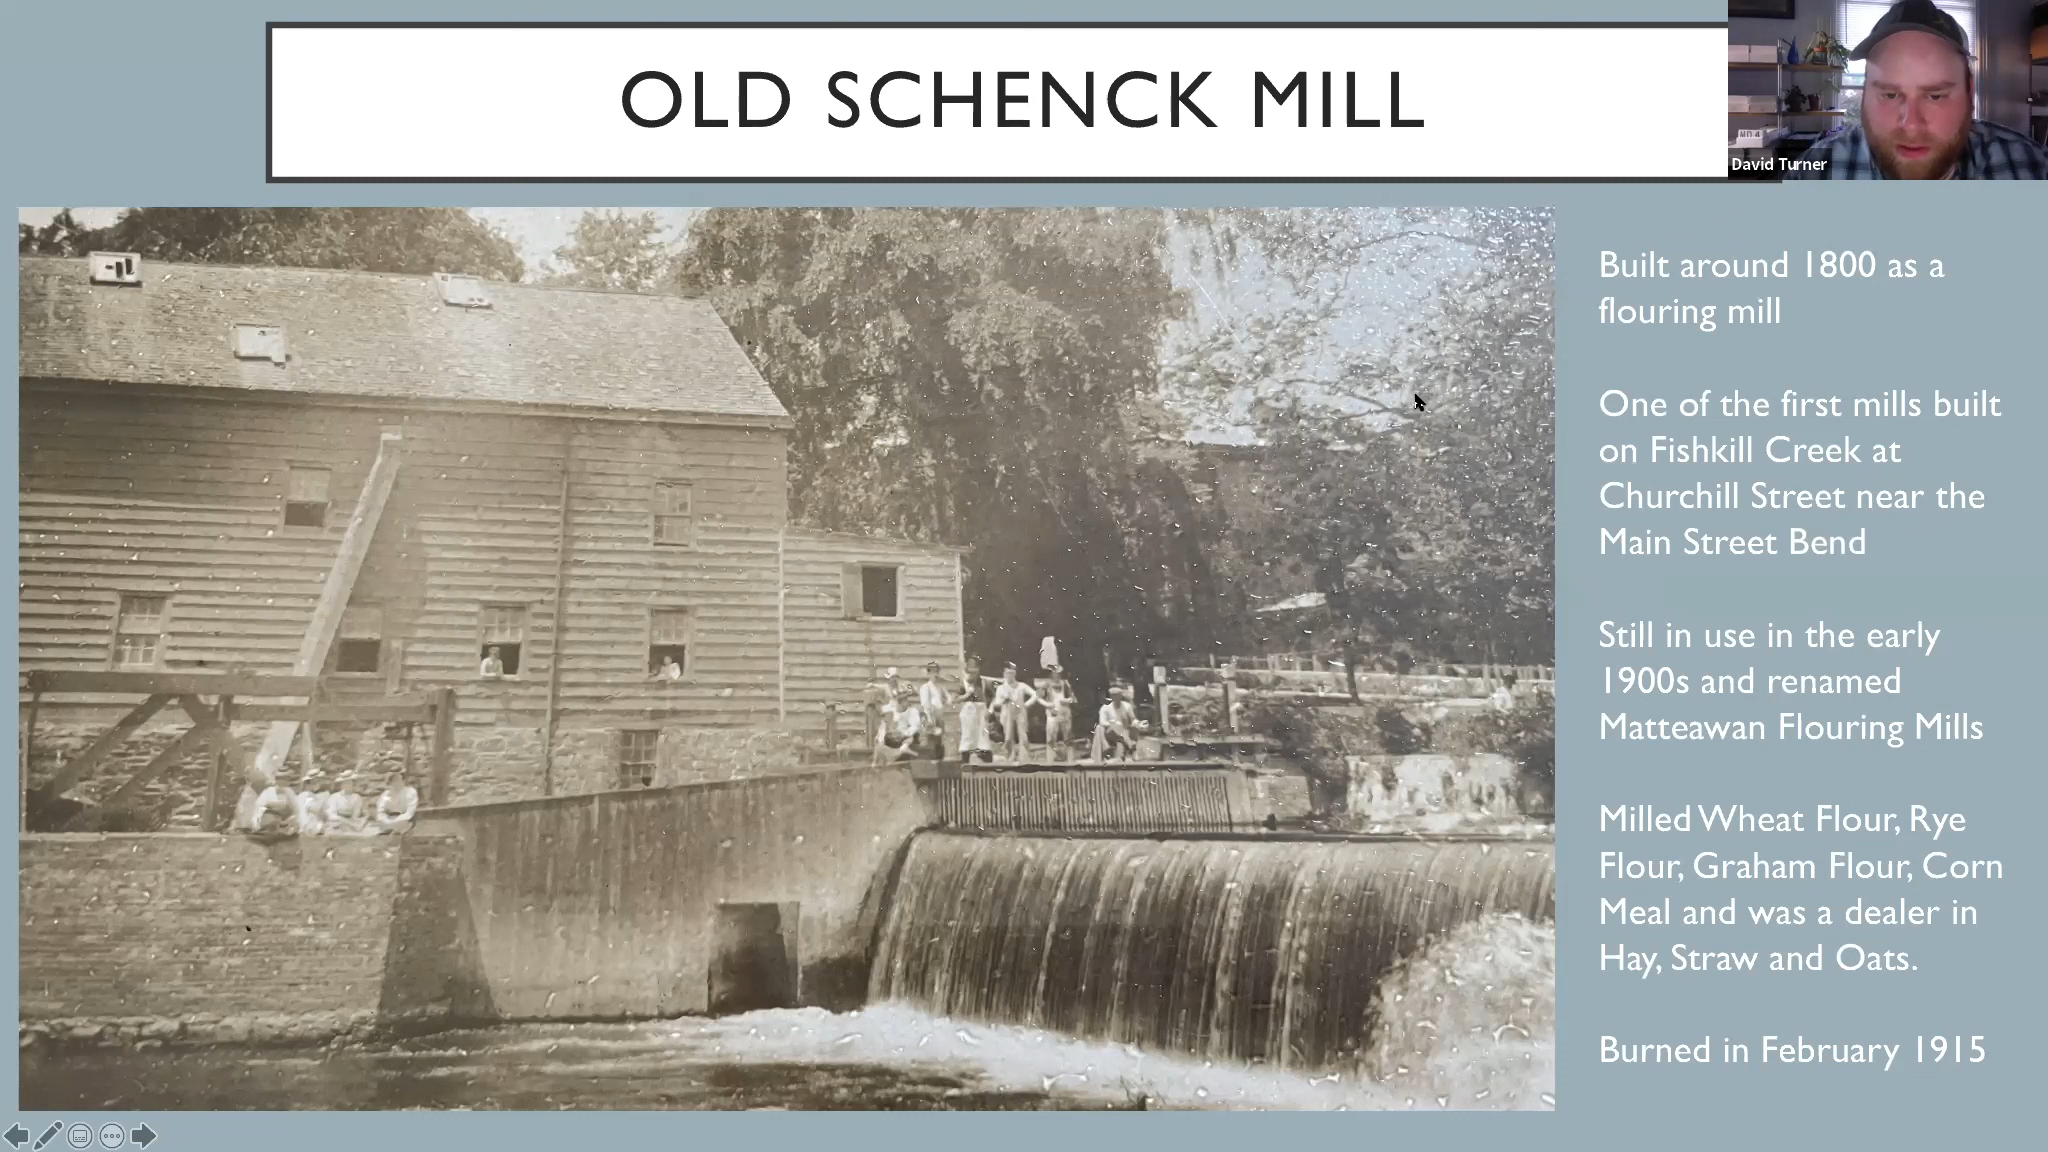 OLD SCHENCK MILL
David Turner
Built around 1800 as a
flouring mill
One of the first mills built
on Fishkill Creek at
Churchill Street near the
Main Street Bend
Still in use in the early
1900s and renamed
Matteawan Flouring Mills
Milled Wheat Flour, Rye
Flour, Graham Flour, Corn
Meal and was a dealer in
Hay, Straw and Oats.
Burned in February 1915